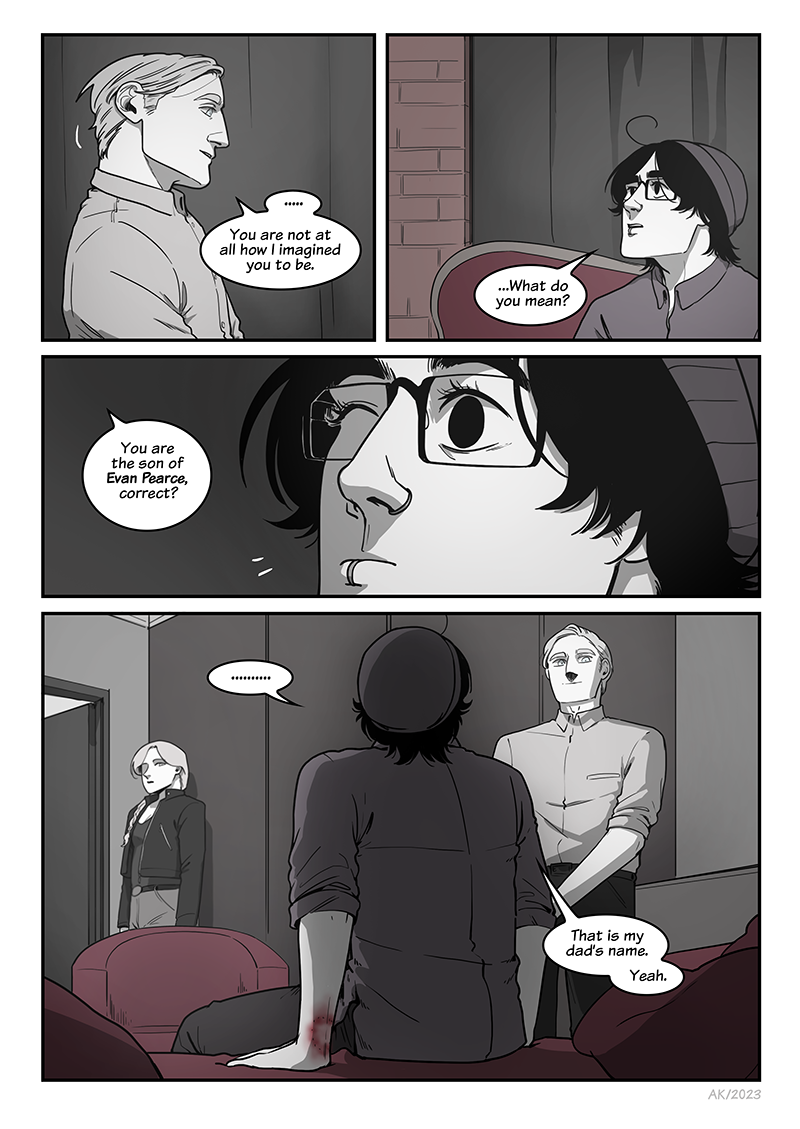 .....
You are not at
all how I imagined
you to be.
...What do
you mean?
You are
the son of
Evan Pearce,
correct?
..........
That is my
dad's name.
Yeah.
AK/2023